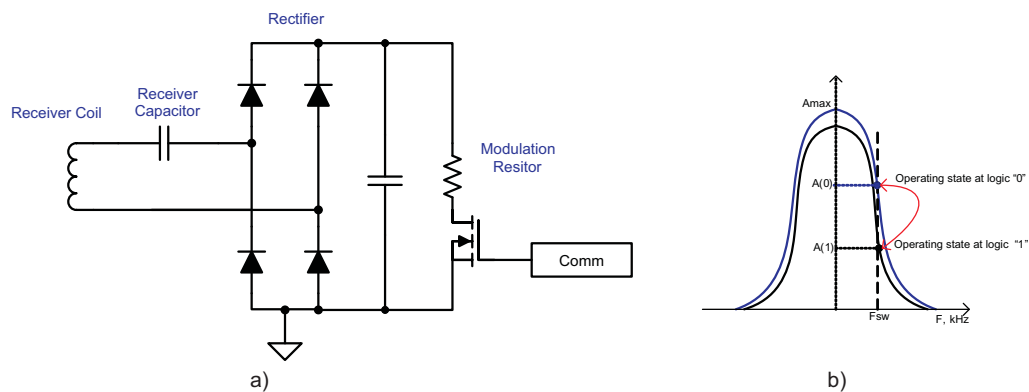 Rectifier
Receiver
Capacitor
Receiver Coil
Modulation
Resitor
Comm
a)
Amax
A(0)
Operating state at logic “0”
A(1)
Operating state at logic “1”
Fsw
F, kHz
b)